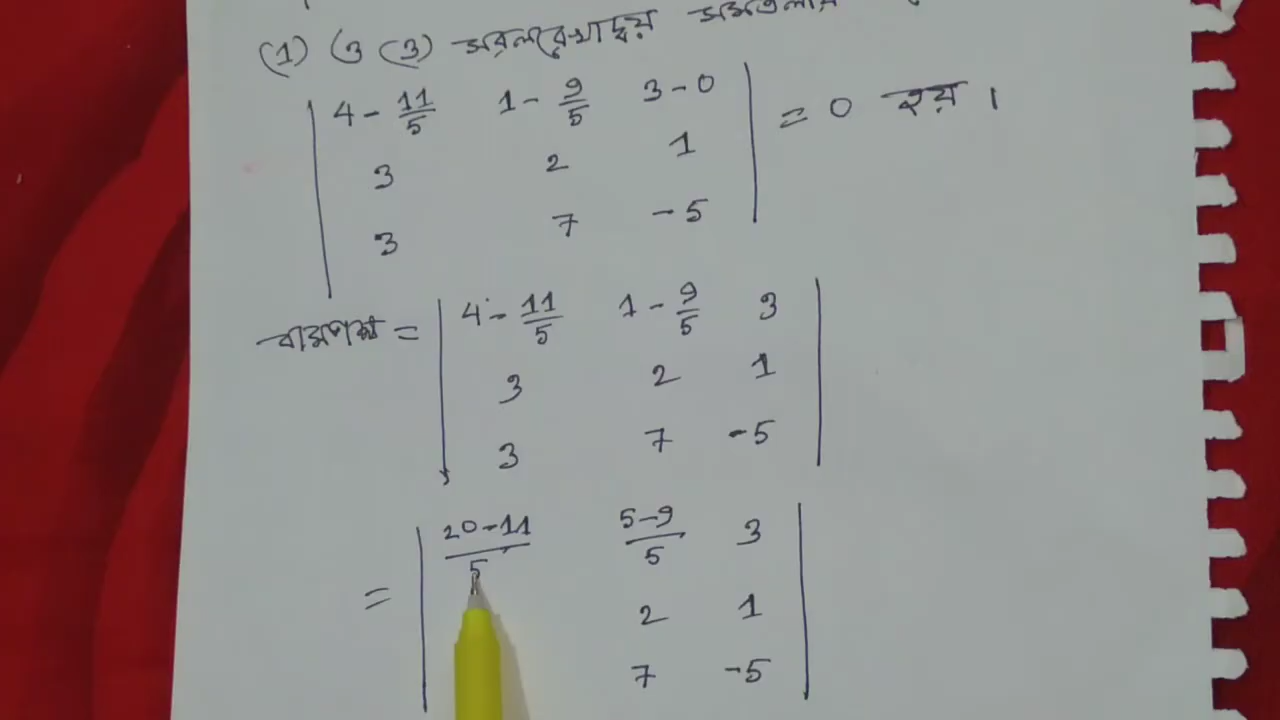 (1) ও (3) সরলরেখাদ্বয় সমতলীয়
| 4 - 11/5 1 - 9/5 3 - 0 |
| 3 2 1 | = 0 হয়।
| 3 7 - 5 |
বামপক্ষ = | 4 - 11/5 1 - 9/5 3 |
| 3 2 1 |
| 3 7 -5 |
= | 20-11/5 5-9/5 3 |
| 2 1 |
| 7 -5 |